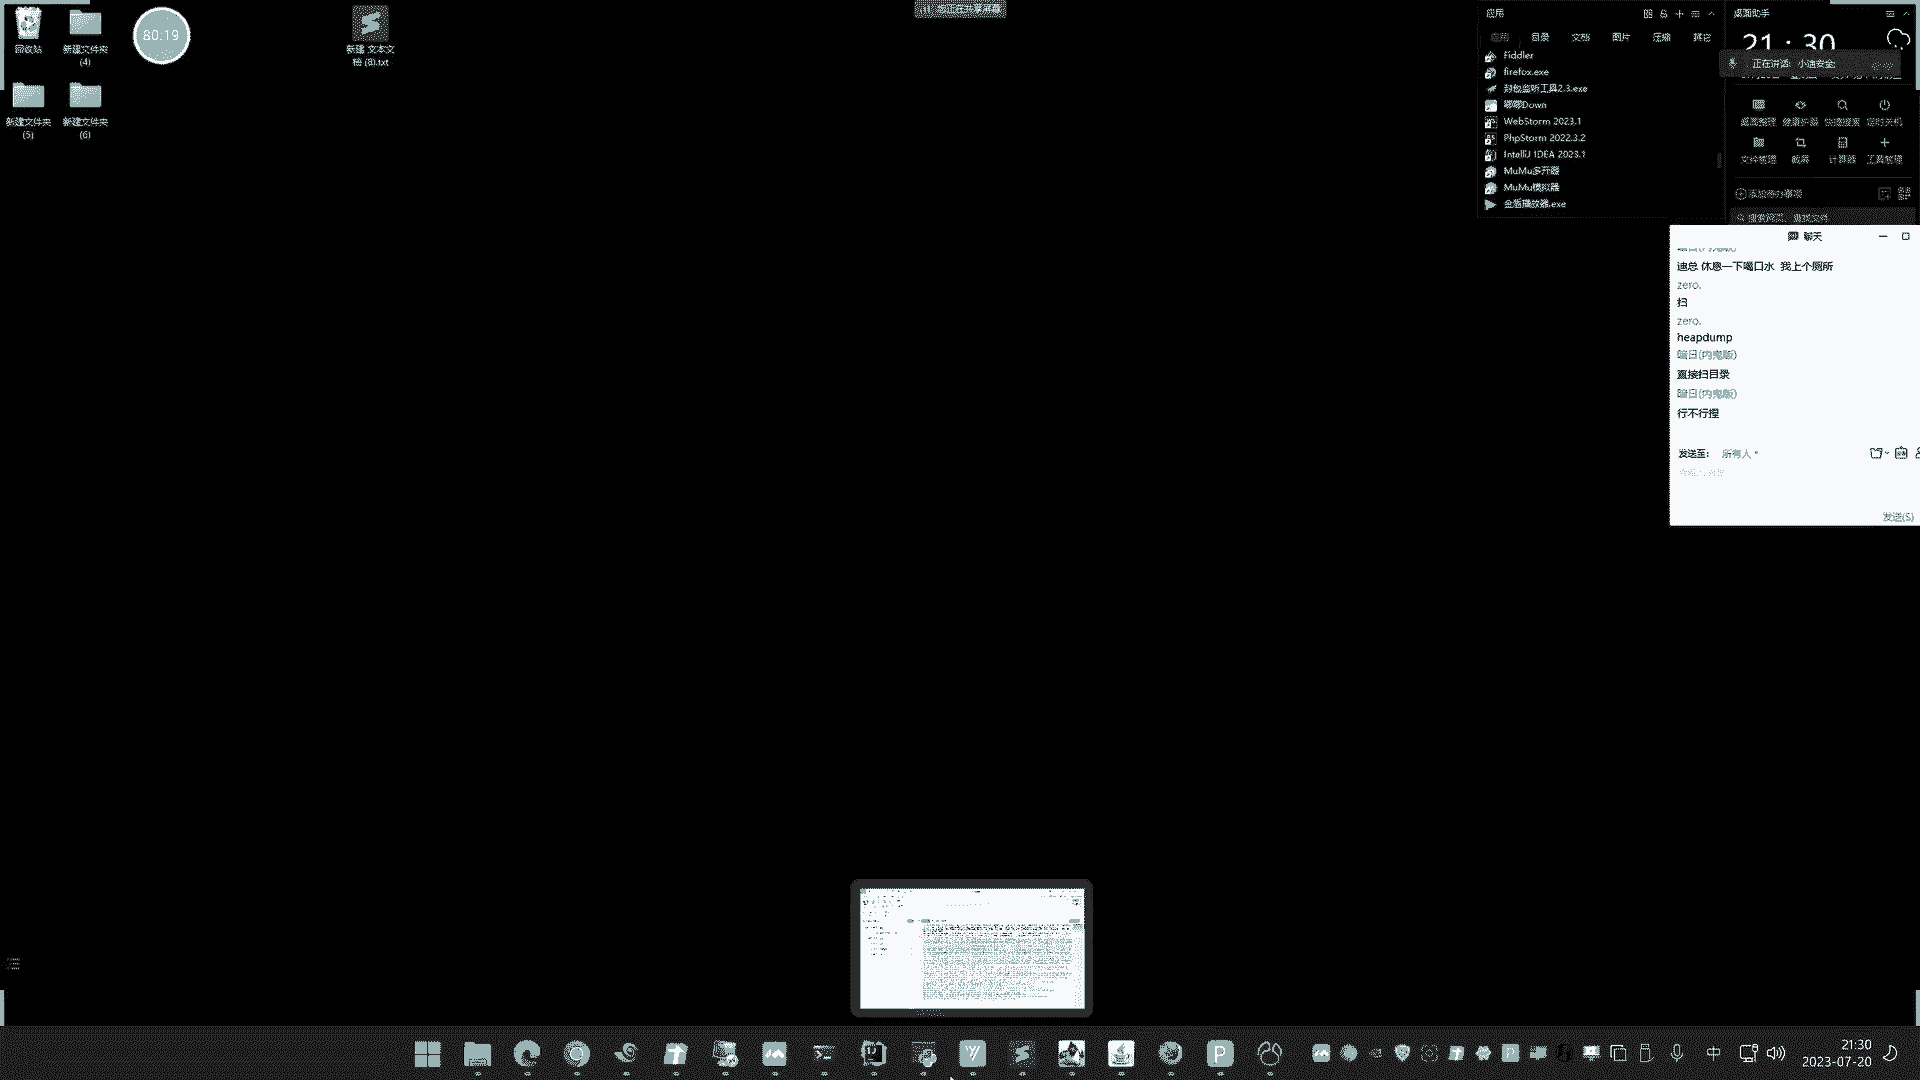 回收站
新建文件夹
(4)
80:19
新建 文本文
档 (8).txt
新建文件夹
(5)
新建文件夹
(6)
您正在共享屏幕
应用
目录
文档
图片
压缩
其它
Fiddler
firefox.exe
封包监听工具2.3.exe
嘟嘟Down
WebStorm 2023.1
PhpStorm 2022.3.2
IntelliJ IDEA 2023.1
MuMu多开器
MuMu模拟器
金盾播放器.exe
桌面助手
21:30
正在讲话: 小迪安全;
桌面整理
健康护眼
快速搜索
定时关机
文件管理
截屏
计算器
工具管理
添加待办事项
搜索网页、查找文件
聊天
迪总 休息一下喝口水 我上个厕所
zero.
扫
zero.
heapdump
暗日(内鬼版)
直接扫目录
暗日(内鬼版)
行不行捏
发送至: 所有人
发送(S)
中
21:30
2023-07-20